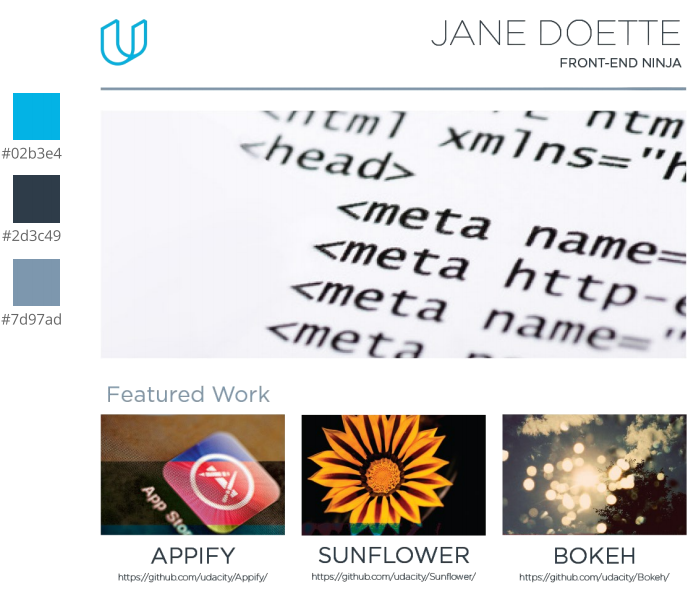 JANE DOETTE
FRONT-END NINJA
#02b3e4
#2d3c49
#7d97ad
<html
xmlns="h
<head>
<meta name=
<meta http-e
<meta name="
<meta
Featured Work
App Sto
APPIFY
https://github.com/udacity/Appify/
SUNFLOWER
https://github.com/udacity/Sunflower/
BOKEH
https://github.com/udacity/Bokeh/